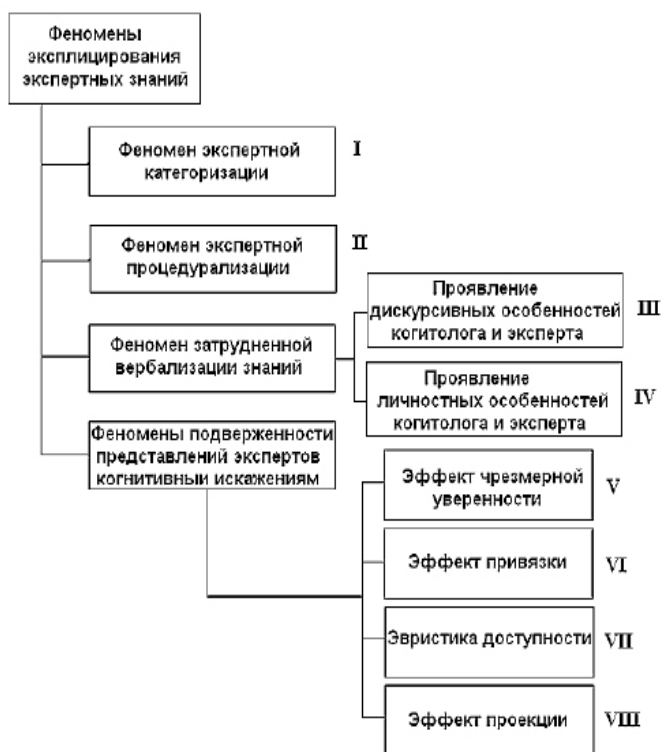 Феномены
эксплицирования
экспертных знаний
Феномен экспертной
категоризации
I
Феномен экспертной
процедурализации
II
Феномен затрудненной
вербализации знаний
Проявление
дискурсивных особенностей
когитолога и эксперта
III
Проявление
личностных особенностей
когитолога и эксперта
IV
Феномены подверженности
представлений экспертов
когнитивным искажениям
Эффект чрезмерной
уверенности
V
Эффект привязки
VI
Эвристика доступности
VII
Эффект проекции
VIII